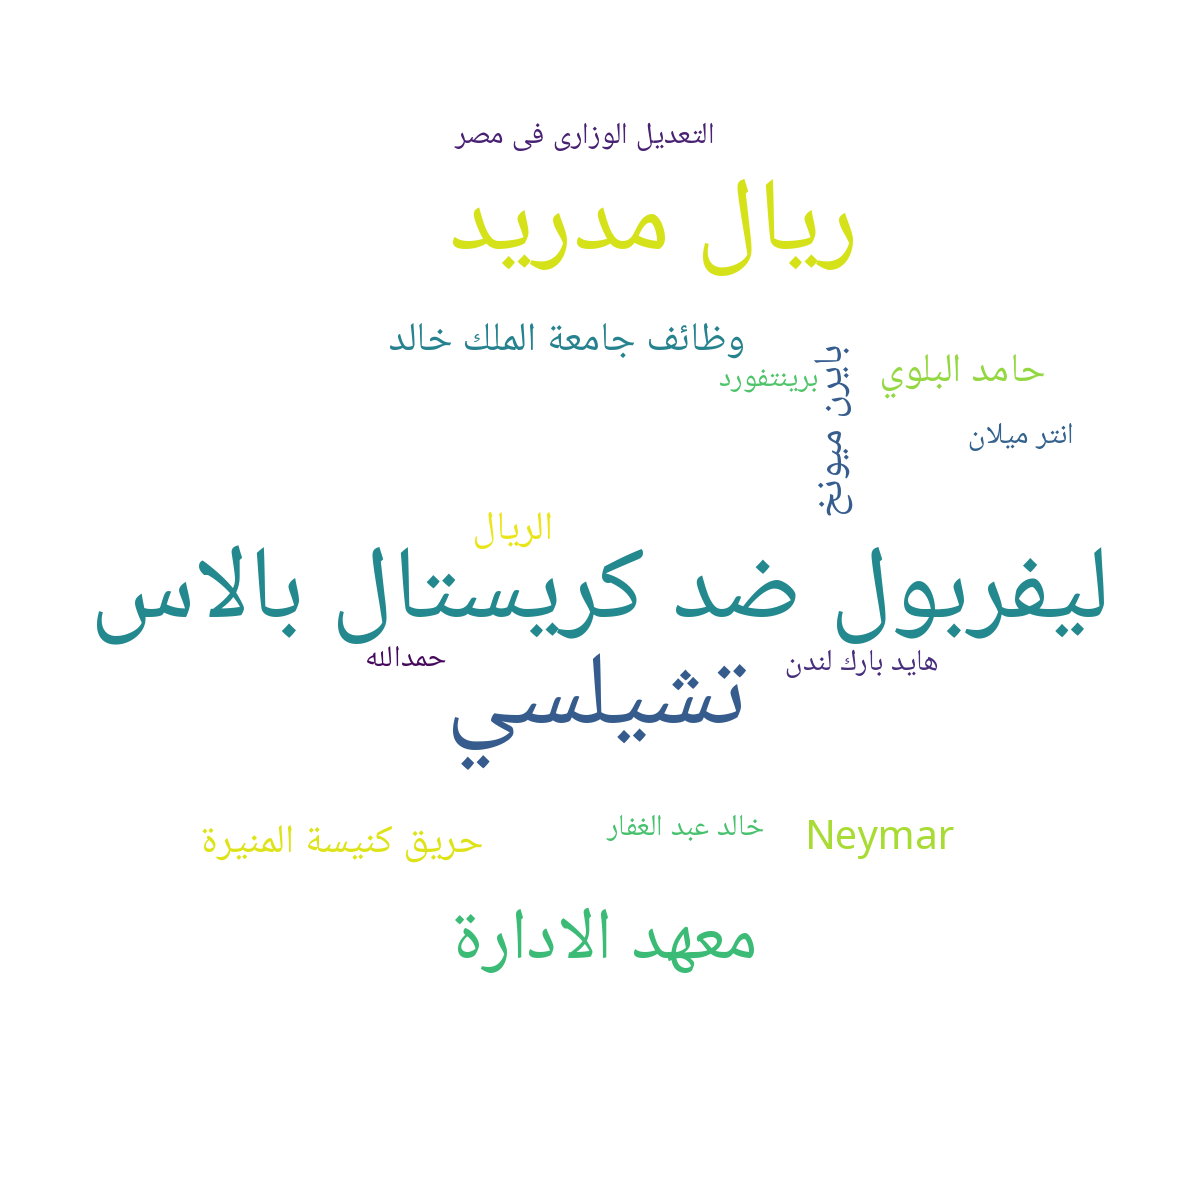 التعديل الوزارى فى مصر
ريال مدريد
وظائف جامعة الملك خالد
بايرن ميونخ
حامد البلوي
برينتفورد
انتر ميلان
الريال
ليفربول ضد كريستال بالاس
حمدالله
هايد بارك لندن
تشيلسي
حريق كنيسة المنيرة
خالد عبد الغفار
Neymar
معهد الادارة